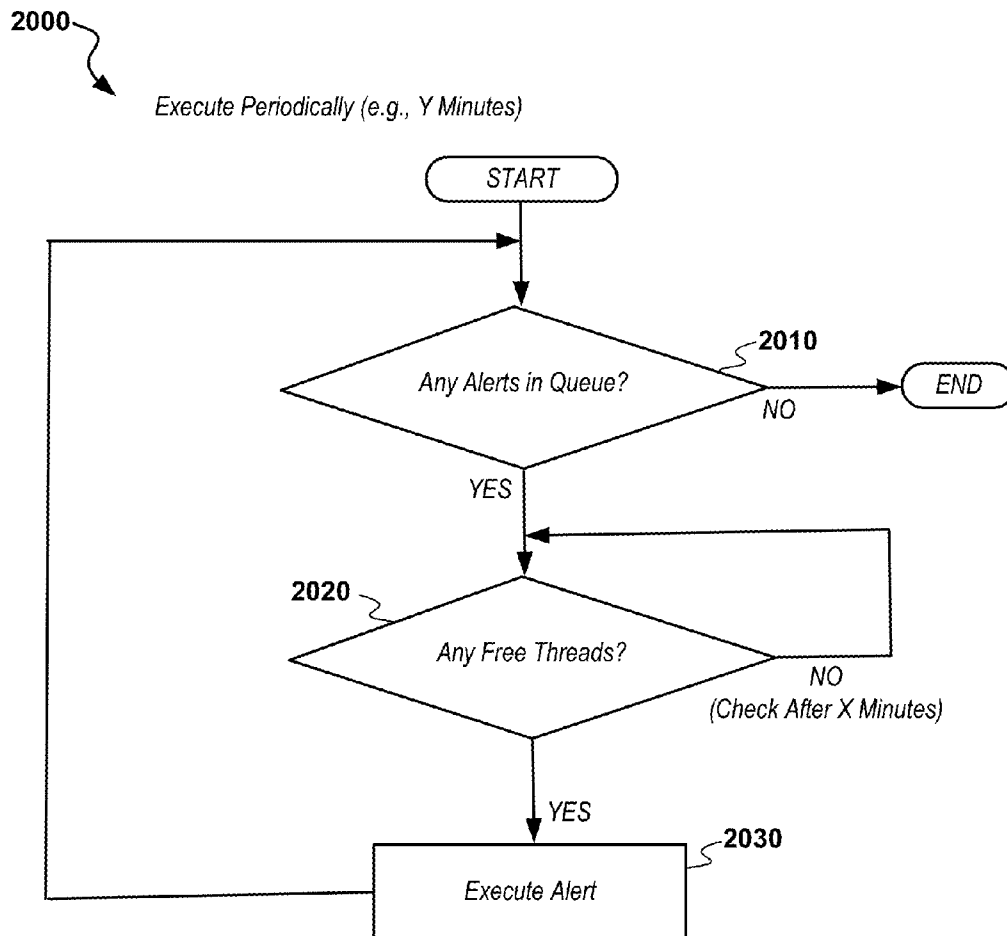 2000
Execute Periodically (e.g., Y Minutes)
START
2010
Any Alerts in Queue?
NO
END
YES
2020
Any Free Threads?
NO
(Check After X Minutes)
YES
2030
Execute Alert